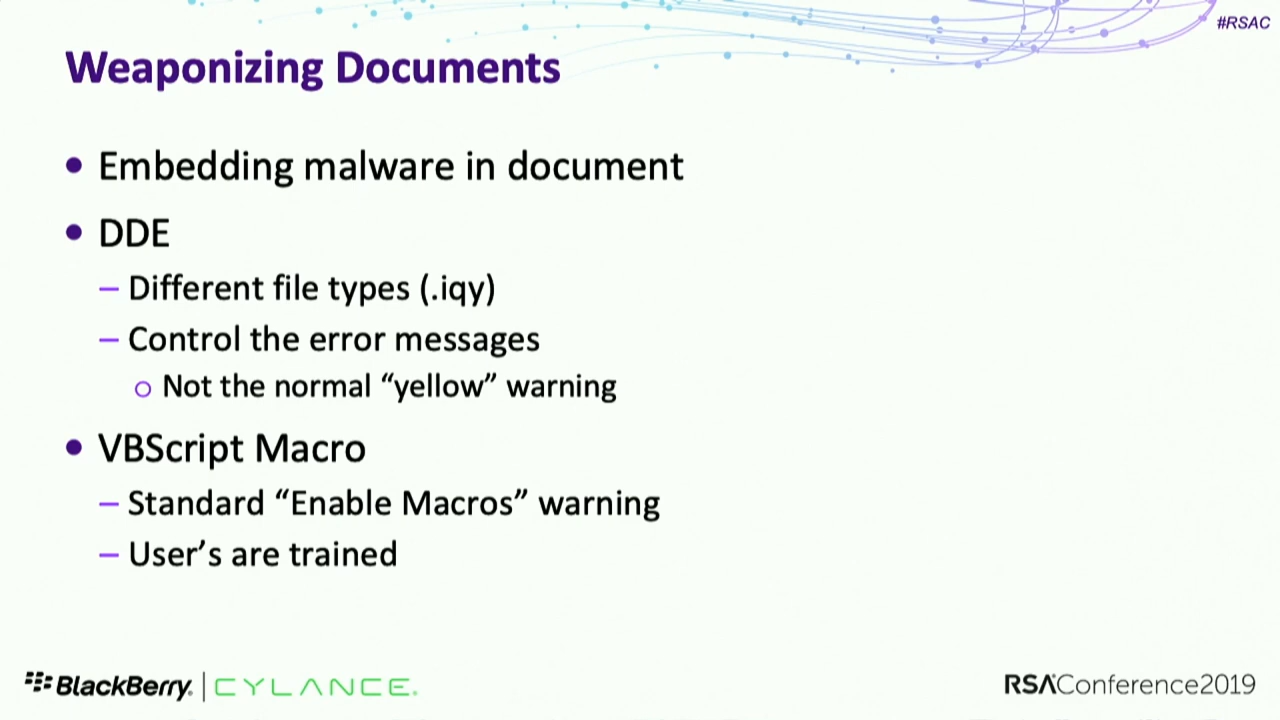 #RSAC
Weaponizing Documents
• Embedding malware in document
• DDE
– Different file types (.iqy)
– Control the error messages
o Not the normal “yellow” warning
• VBScript Macro
– Standard “Enable Macros” warning
– User’s are trained
BlackBerry. | CYLANCE.
RSAConference2019